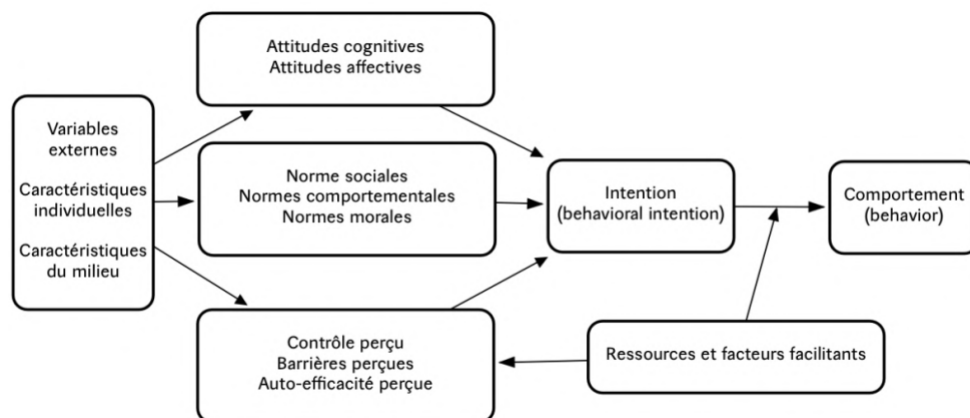 Attitudes cognitives
Attitudes affectives
Variables
externes
Caractéristiques
individuelles
Caractéristiques
du milieu
Norme sociales
Normes comportementales
Normes morales
Intention
(behavioral intention)
Comportement
(behavior)
Contrôle perçu
Barrières perçues
Auto-efficacité perçue
Ressources et facteurs facilitants